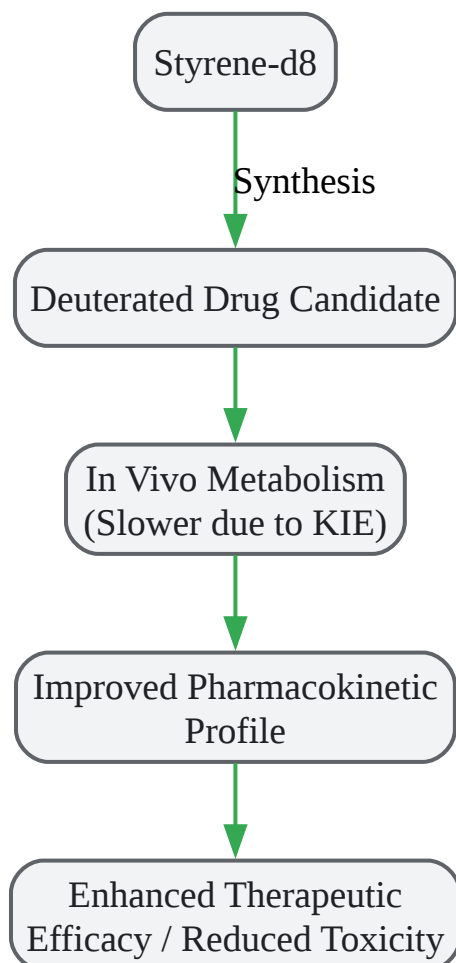 Styrene-d8
Synthesis
Deuterated Drug Candidate
In Vivo Metabolism
(Slower due to KIE)
Improved Pharmacokinetic
Profile
Enhanced Therapeutic
Efficacy / Reduced Toxicity